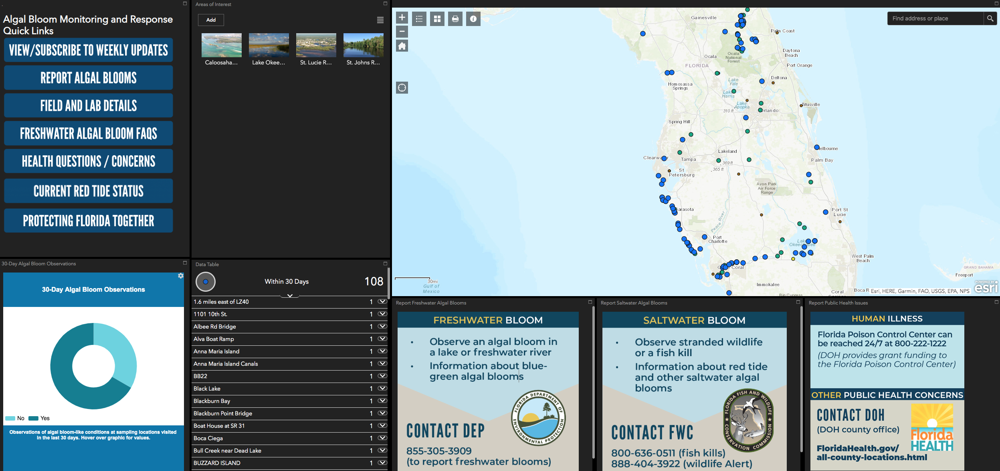 Algal Bloom Monitoring and Response
Quick Links
VIEW/SUBSCRIBE TO WEEKLY UPDATES
REPORT ALGAL BLOOMS
FIELD AND LAB DETAILS
FRESHWATER ALGAL BLOOM FAQS
HEALTH QUESTIONS / CONCERNS
CURRENT RED TIDE STATUS
PROTECTING FLORIDA TOGETHER
Areas of Interest
Add
Caloosaha...
Lake Okee...
St. Lucie R...
St. Johns R...
Find address or place
Gainesville
Palm Coast
Daytona
Beach
Ocala
Ocala
National
Forest
Port Orange
FLORIDA
Deltona
Lake
Yale
Homosassa
Springs
Harris
Lake
Apopka
Titusville
310 ft
Orlando
Spring Hill
Lakeland
Melbourne
Tampa
369 ft
Palm Bay
365 ft
St
Petersburg
Avon Park
Air Force
Range
Sarasota
Port St
Lucie
Peace River
Port
Charlotte
Okeechobee
West Palm
Beach
Coral
GRAND BAHAMA
Freeport
30mi
Gulf of
Mexico
Immokalee
Big Cypress
Coral
Boca R
Esri, HERE, Garmin, FAO, USGS, EPA, NPS
POWERED BY
esri
30-Day Algal Bloom Observations
30-Day Algal Bloom Observations
No Yes
Observations of algal bloom-like conditions at sampling locations visited
in the last 30 days. Hover over graphic for values.
Data Table
Within 30 Days 108
1.6 miles east of LZ40 1
1101 10th St. 1
Albee Rd Bridge 1
Alva Boat Ramp 1
Anna Maria Island 1
Anna Maria Island Canals 1
BB22 1
Black Lake 1
Blackburn Bay 1
Blackburn Point Bridge 1
Boat House at SR 31 1
Boca Ciega 1
Bull Creek near Dead Lake 1
BUZZARD ISLAND 1
Report Freshwater Algal Blooms
FRESHWATER BLOOM
• Observe an algal bloom in
a lake or freshwater river
• Information about blue-
green algal blooms
FLORIDA DEPARTMENT OF
ENVIRONMENTAL PROTECTION
CONTACT DEP
855-305-3909
(to report freshwater blooms)
Report Saltwater Algal Blooms
SALTWATER BLOOM
• Observe stranded wildlife
or a fish kill
• Information about red tide
and other saltwater algal
blooms
FLORIDA FISH AND WILDLIFE
CONSERVATION COMMISSION
CONTACT FWC
800-636-0511 (fish kills)
888-404-3922 (wildlife Alert)
Report Public Health Issues
HUMAN ILLNESS
Florida Poison Control Center can
be reached 24/7 at 800-222-1222
(DOH provides grant funding to
the Florida Poison Control Center)
OTHER PUBLIC HEALTH CONCERNS
CONTACT DOH
(DOH county office)
Florida
HEALTH
FloridaHealth.gov/
all-county-locations.html